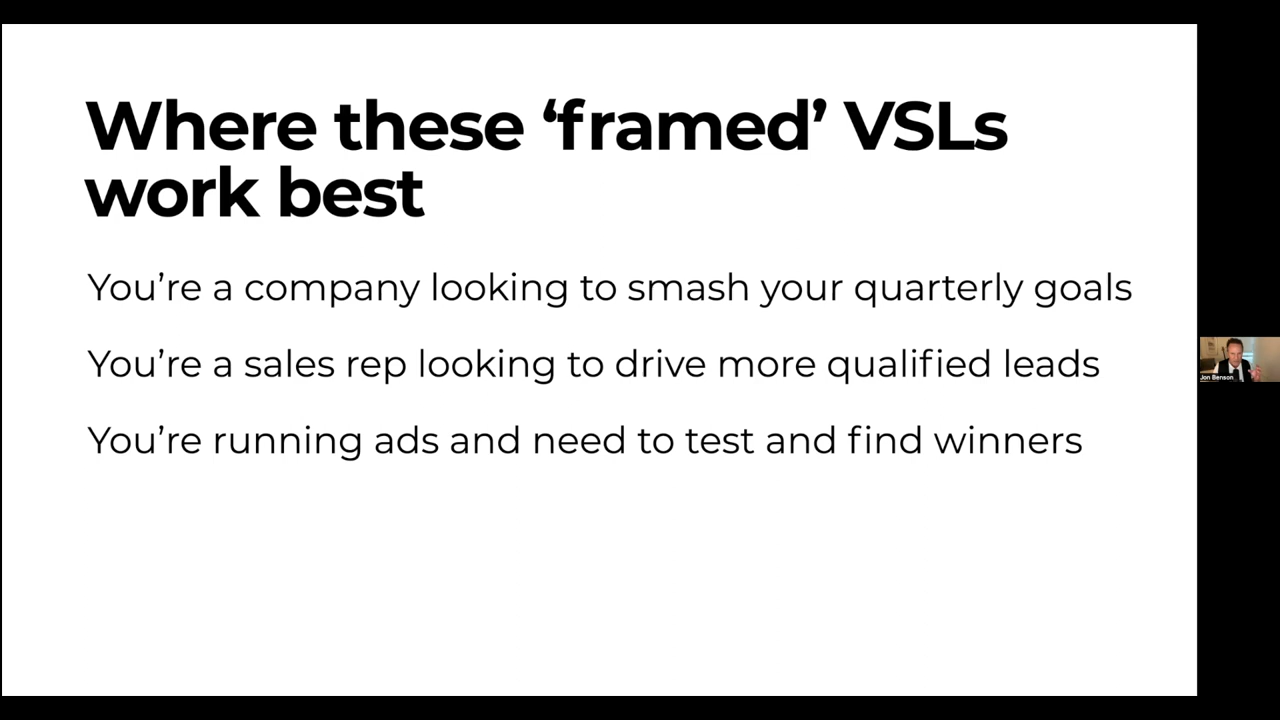 Where these ‘framed’ VSLs
work best
You’re a company looking to smash your quarterly goals
You’re a sales rep looking to drive more qualified leads
You’re running ads and need to test and find winners
Jon Benson